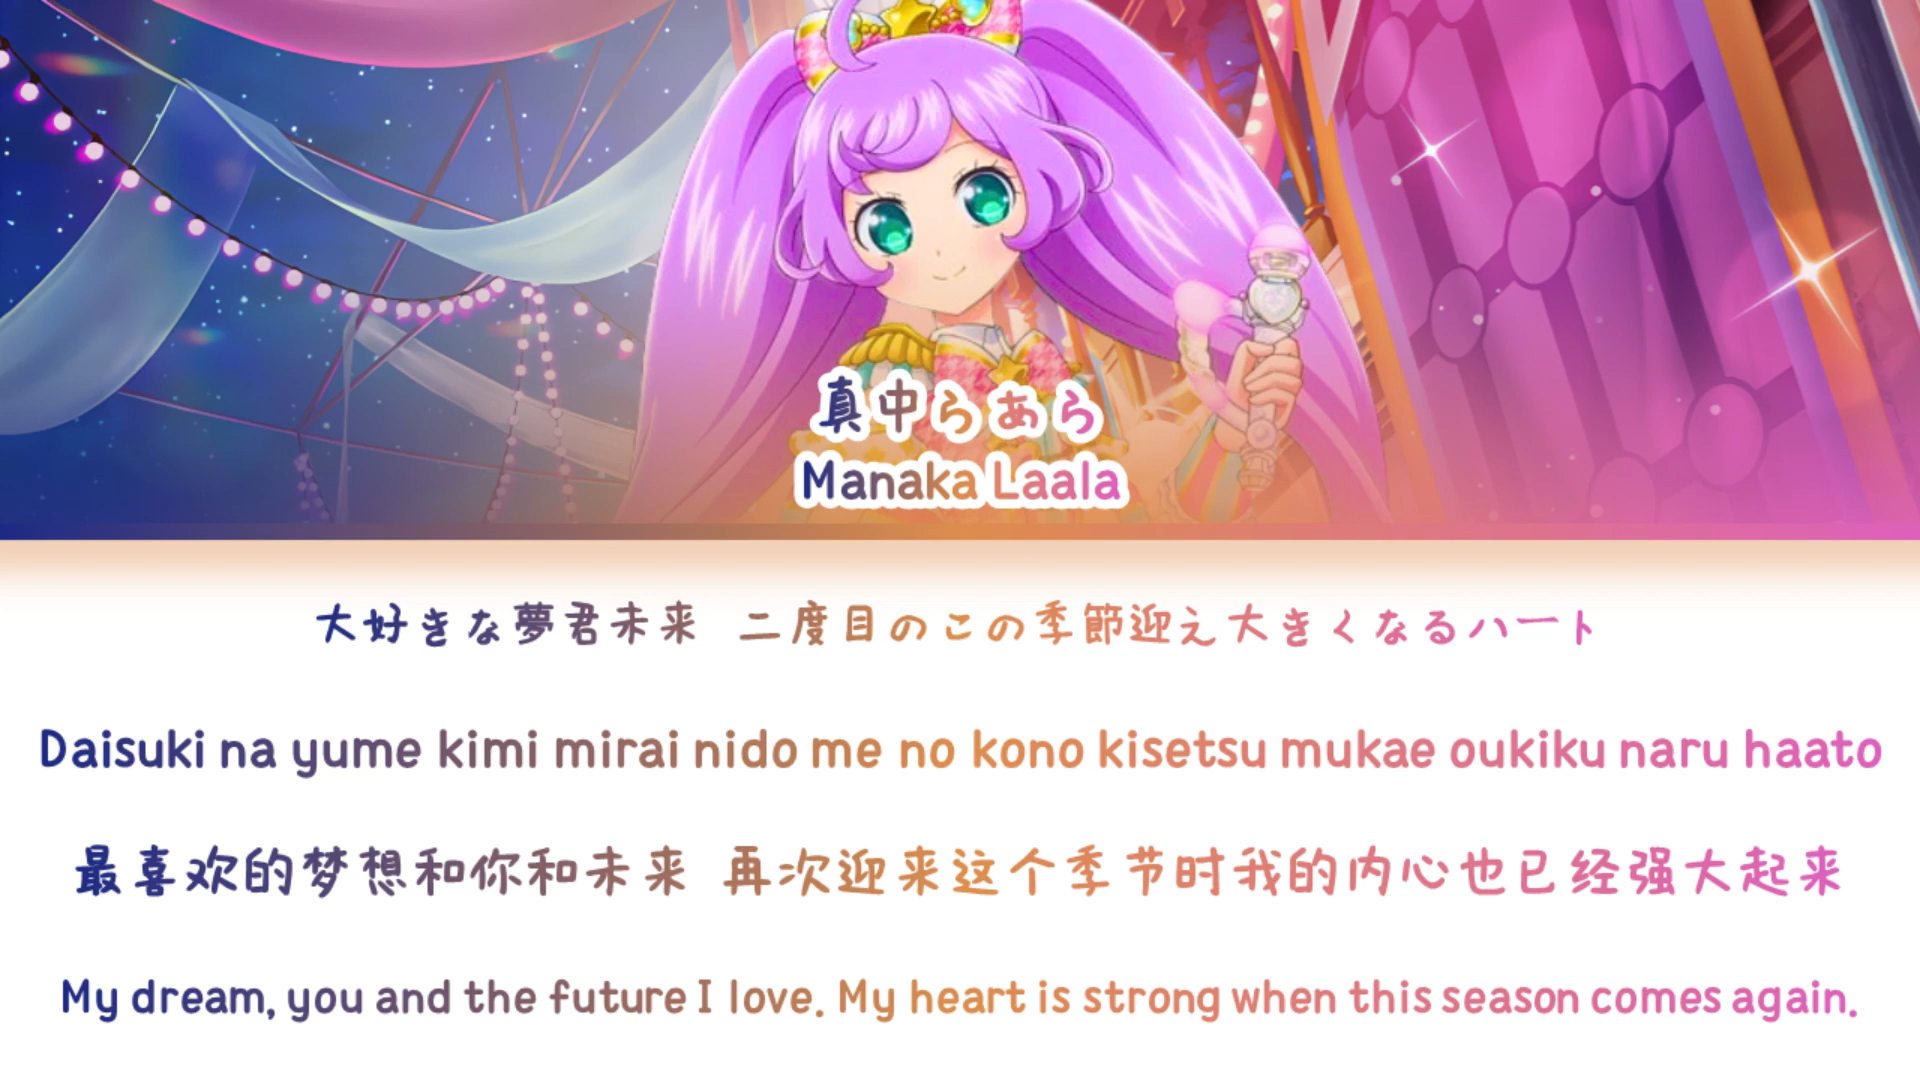 真中らあら
Manaka Laala
大好きな夢君未来 二度目のこの季節迎え大きくなるハート
Daisuki na yume kimi mirai nido me no kono kisetsu mukae oukiku naru haato
最喜欢的梦想和你和未来 再次迎来这个季节时我的内心也已经强大起来
My dream, you and the future I love. My heart is strong when this season comes again.